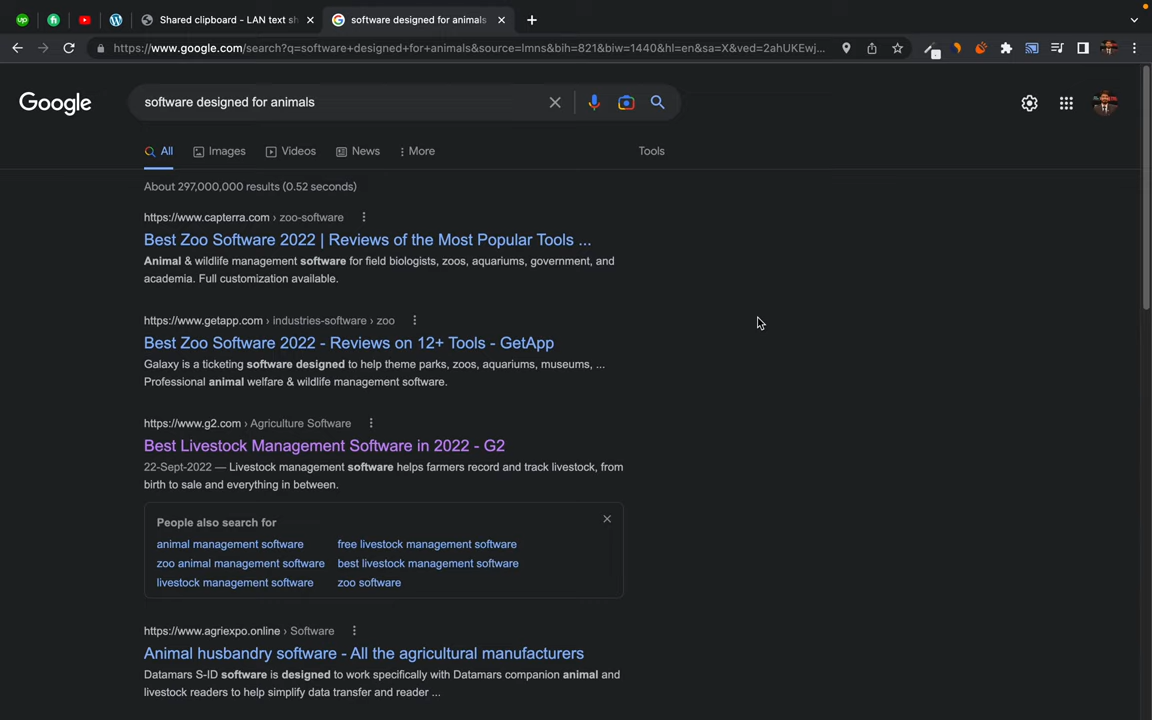 Shared clipboard - LAN text sh
software designed for animals
https://www.google.com/search?q=software+designed+for+animals&source=lmns&bih=821&biw=1440&hl=en&sa=X&ved=2ahUKEwj...
Google
software designed for animals
All
Images
Videos
News
More
Tools
About 297,000,000 results (0.52 seconds)
https://www.capterra.com › zoo-software
Best Zoo Software 2022 | Reviews of the Most Popular Tools ...
Animal & wildlife management software for field biologists, zoos, aquariums, government, and
academia. Full customization available.
https://www.getapp.com › industries-software › zoo
Best Zoo Software 2022 - Reviews on 12+ Tools - GetApp
Galaxy is a ticketing software designed to help theme parks, zoos, aquariums, museums, ...
Professional animal welfare & wildlife management software.
https://www.g2.com › Agriculture Software
Best Livestock Management Software in 2022 - G2
22-Sept-2022 — Livestock management software helps farmers record and track livestock, from
birth to sale and everything in between.
People also search for
animal management software
free livestock management software
zoo animal management software
best livestock management software
livestock management software
zoo software
https://www.agriexpo.online › Software
Animal husbandry software - All the agricultural manufacturers
Datamars S-ID software is designed to work specifically with Datamars companion animal and
livestock readers to help simplify data transfer and reader ...